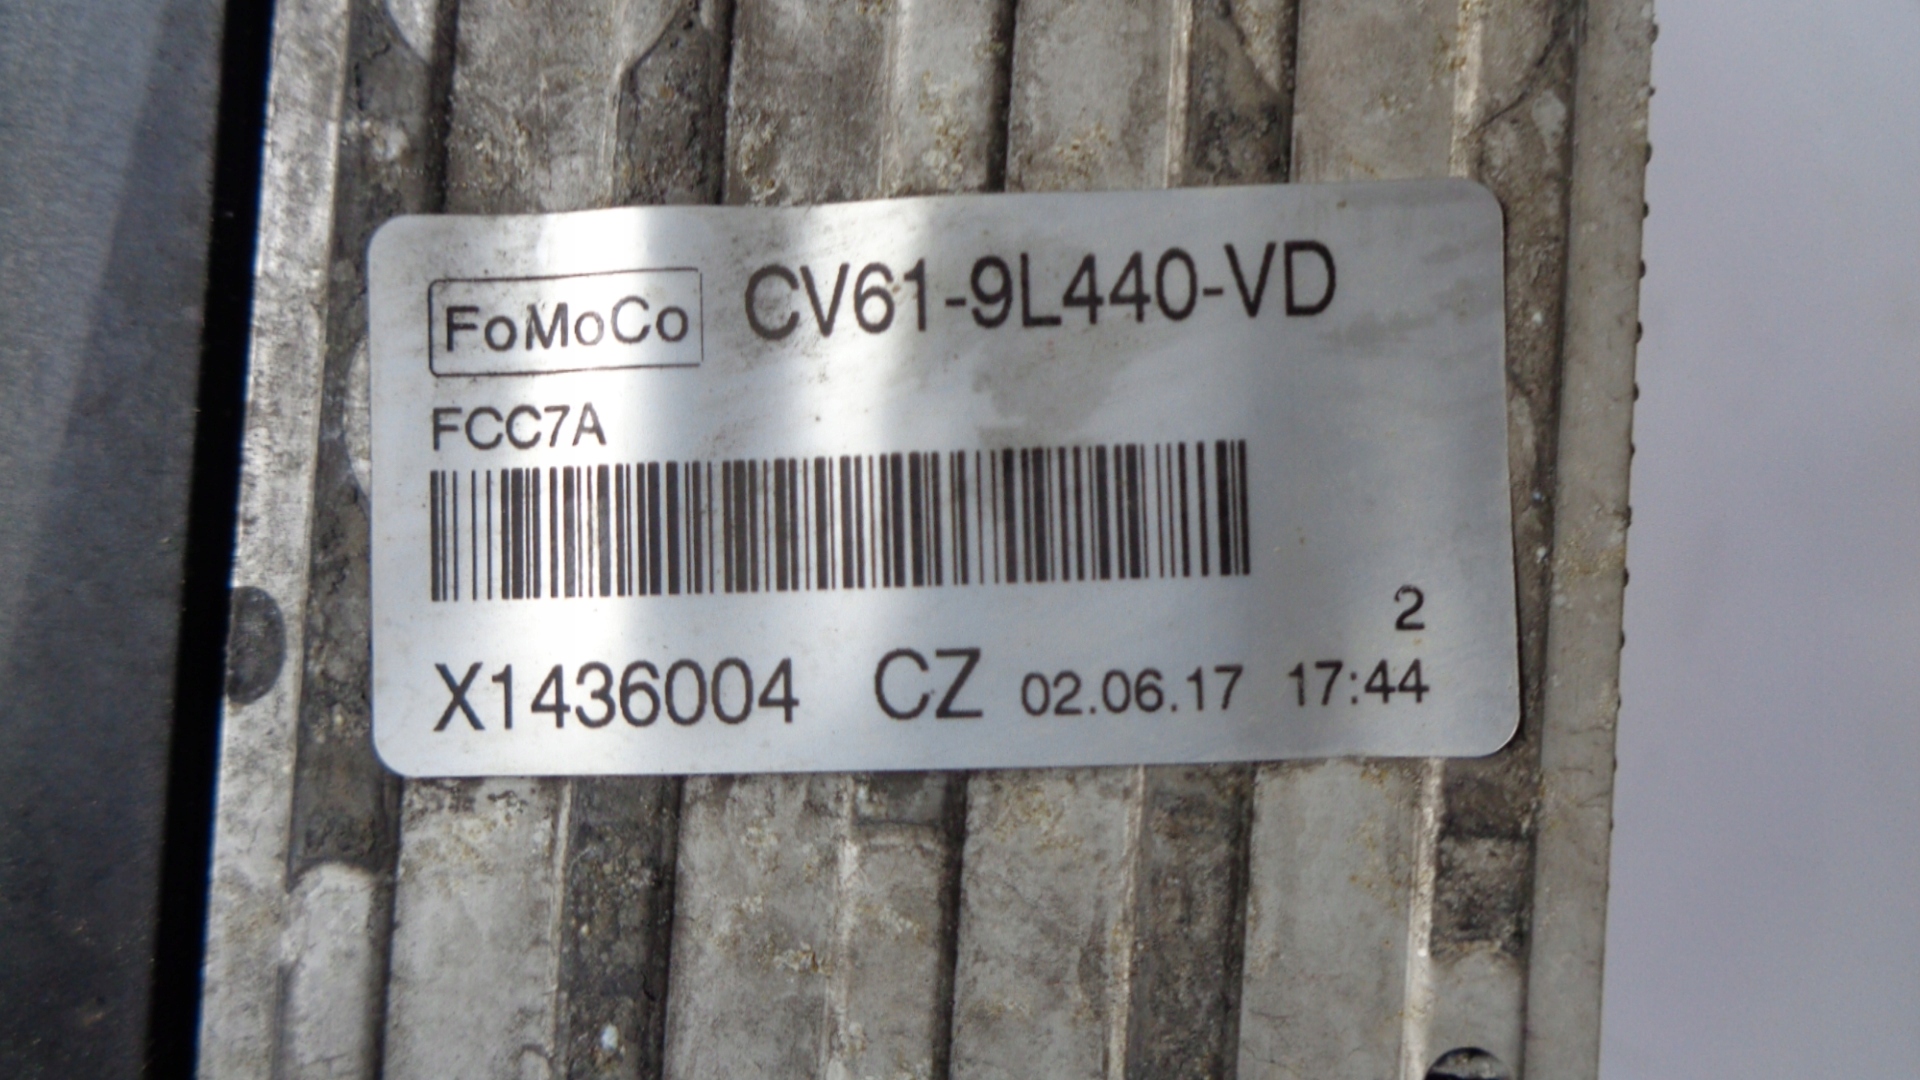 FoMoCo CV61-9L440-VD
FCC7A
2
X1436004 CZ 02.06.17 17:44